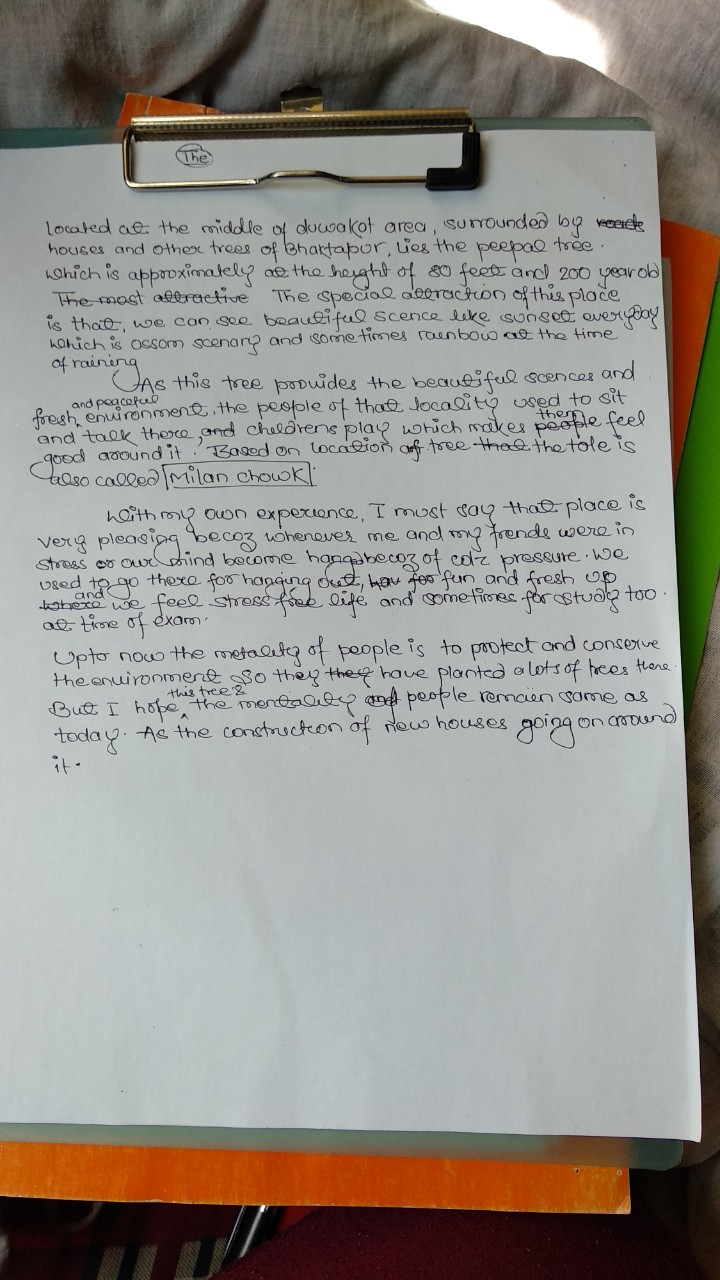 The
Located at the middle of duwakot area, surrounded by
houses and other trees of Bhaktapur, Lies the peepal tree.
which is approximately at the height of 80 feet and 200 year old
The most attractive The special attraction of this place
is that, we can see beautiful scence like sunset everyday
which is ossom scenary and sometimes rainbow at the time
of raining
As this tree provides the beautiful scences and
and peaceful
fresh environment, the people of that locality used to sit
them
and talk there, and childrens play which makes people feel
good around it. Based on location of tree that the tole is
also called Milan chowk.
With my own experience, I must say that place is
very pleasing becoz whenever me and my frends were in
stress or our mind become hang becoz of coz pressure. We
used to go there for hanging out, for fun and fresh up
and
where we feel stress free life and sometimes for study too.
at time of exam.
Upto now the metality of people is to protect and conserve
the environment so they they have planted a lots of trees there.
this tree &
But I hope, the mentality and people remain same as
today. As the construction of new houses going on around
it.